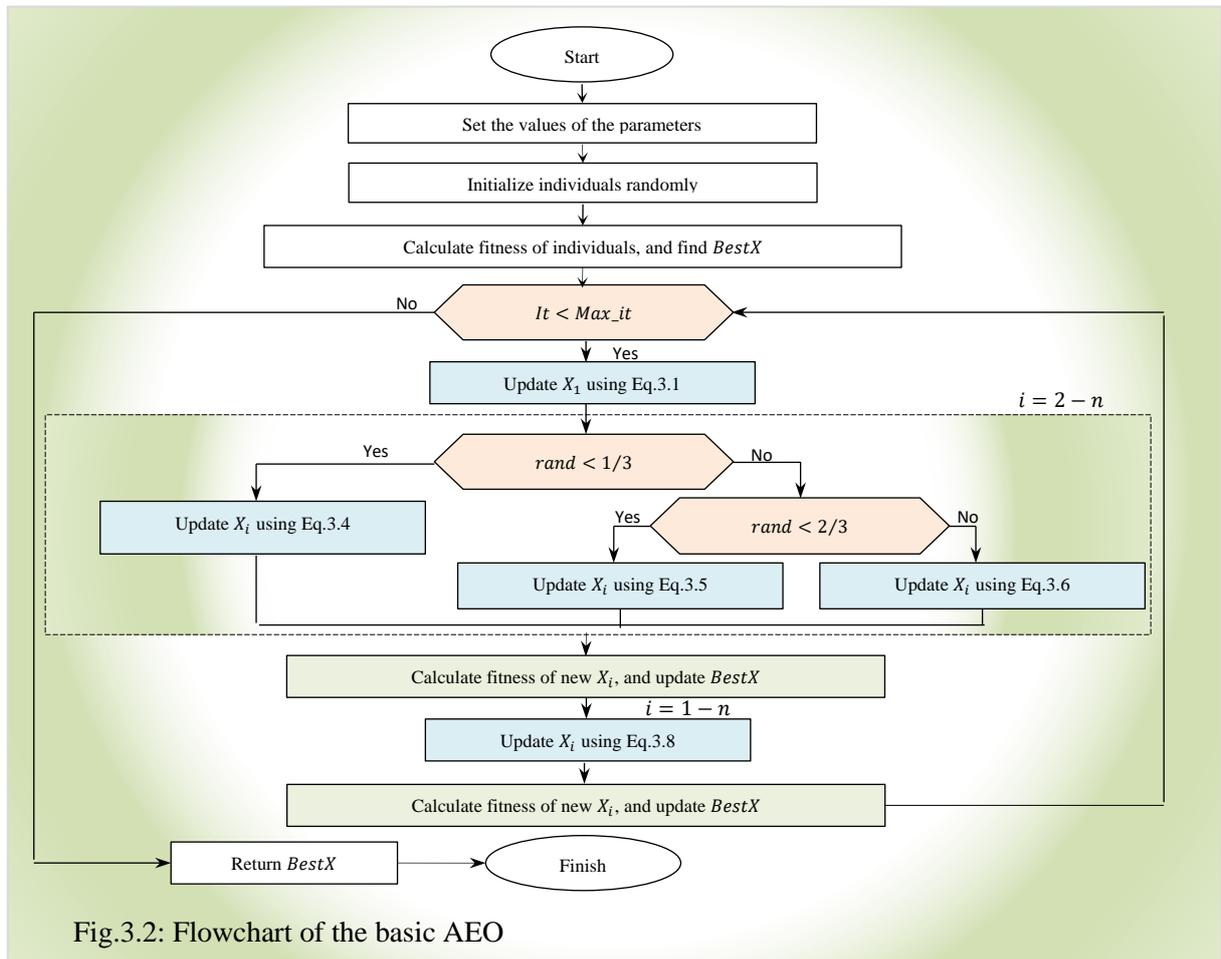 Start
Set the values of the parameters
Initialize individuals randomly
Calculate fitness of individuals, and find BestX
No
It < Max_it
Yes
Update X₁ using Eq.3.1
i = 2 − n
Yes
rand < 1/3
No
Update Xᵢ using Eq.3.4
Yes
rand < 2/3
No
Update Xᵢ using Eq.3.5
Update Xᵢ using Eq.3.6
Calculate fitness of new Xᵢ, and update BestX
i = 1 − n
Update Xᵢ using Eq.3.8
Calculate fitness of new Xᵢ, and update BestX
Return BestX
Finish
Fig.3.2: Flowchart of the basic AEO